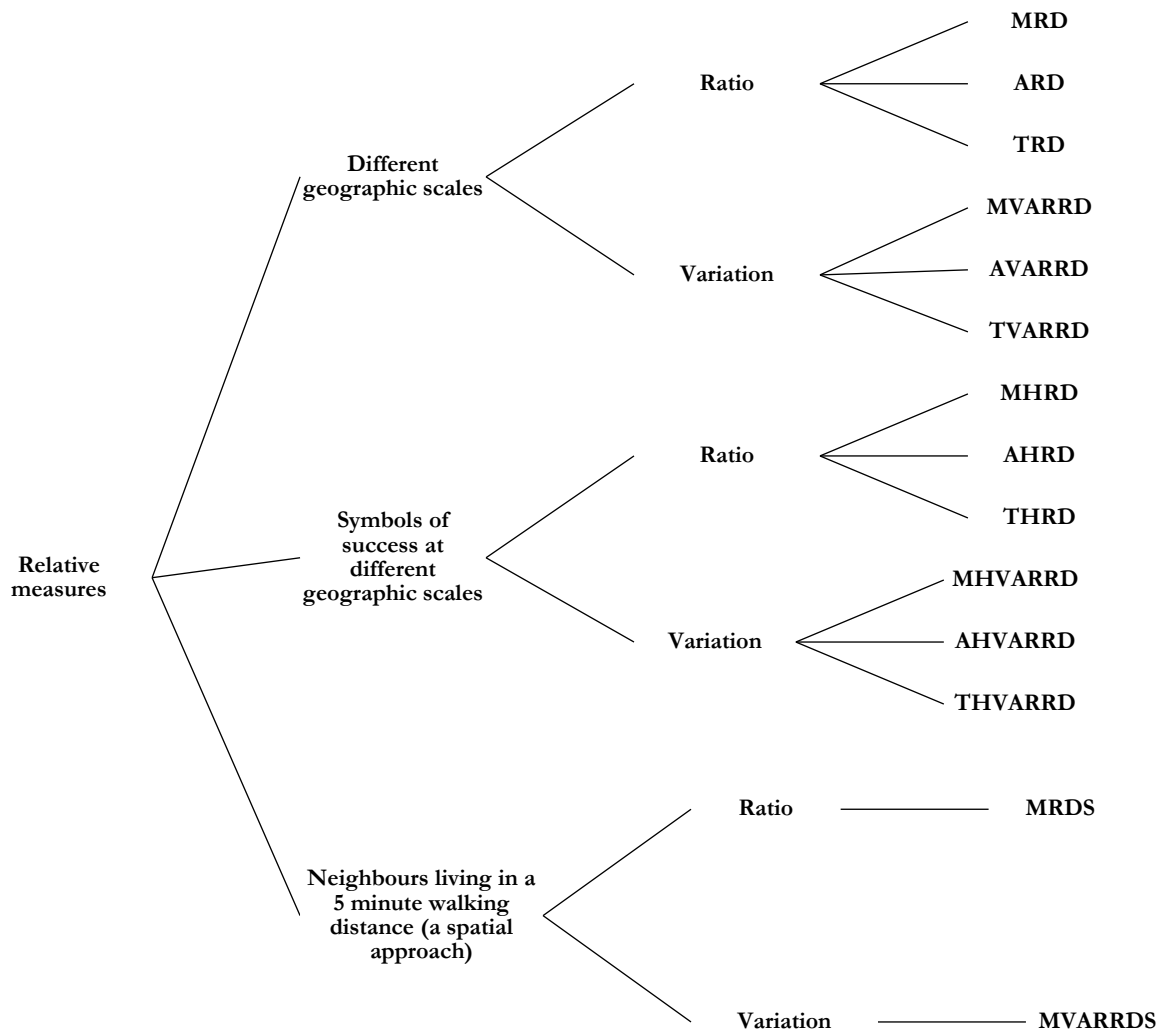 MRD
Ratio
ARD
TRD
Different
geographic scales
MVARRD
Variation
AVARRD
TVARRD
MHRD
Ratio
AHRD
THRD
Symbols of
success at
different
geographic scales
Relative
measures
MHVARRD
Variation
AHVARRD
THVARRD
Ratio
MRDS
Neighbours living in a
5 minute walking
distance (a spatial
approach)
Variation
MVARRDS